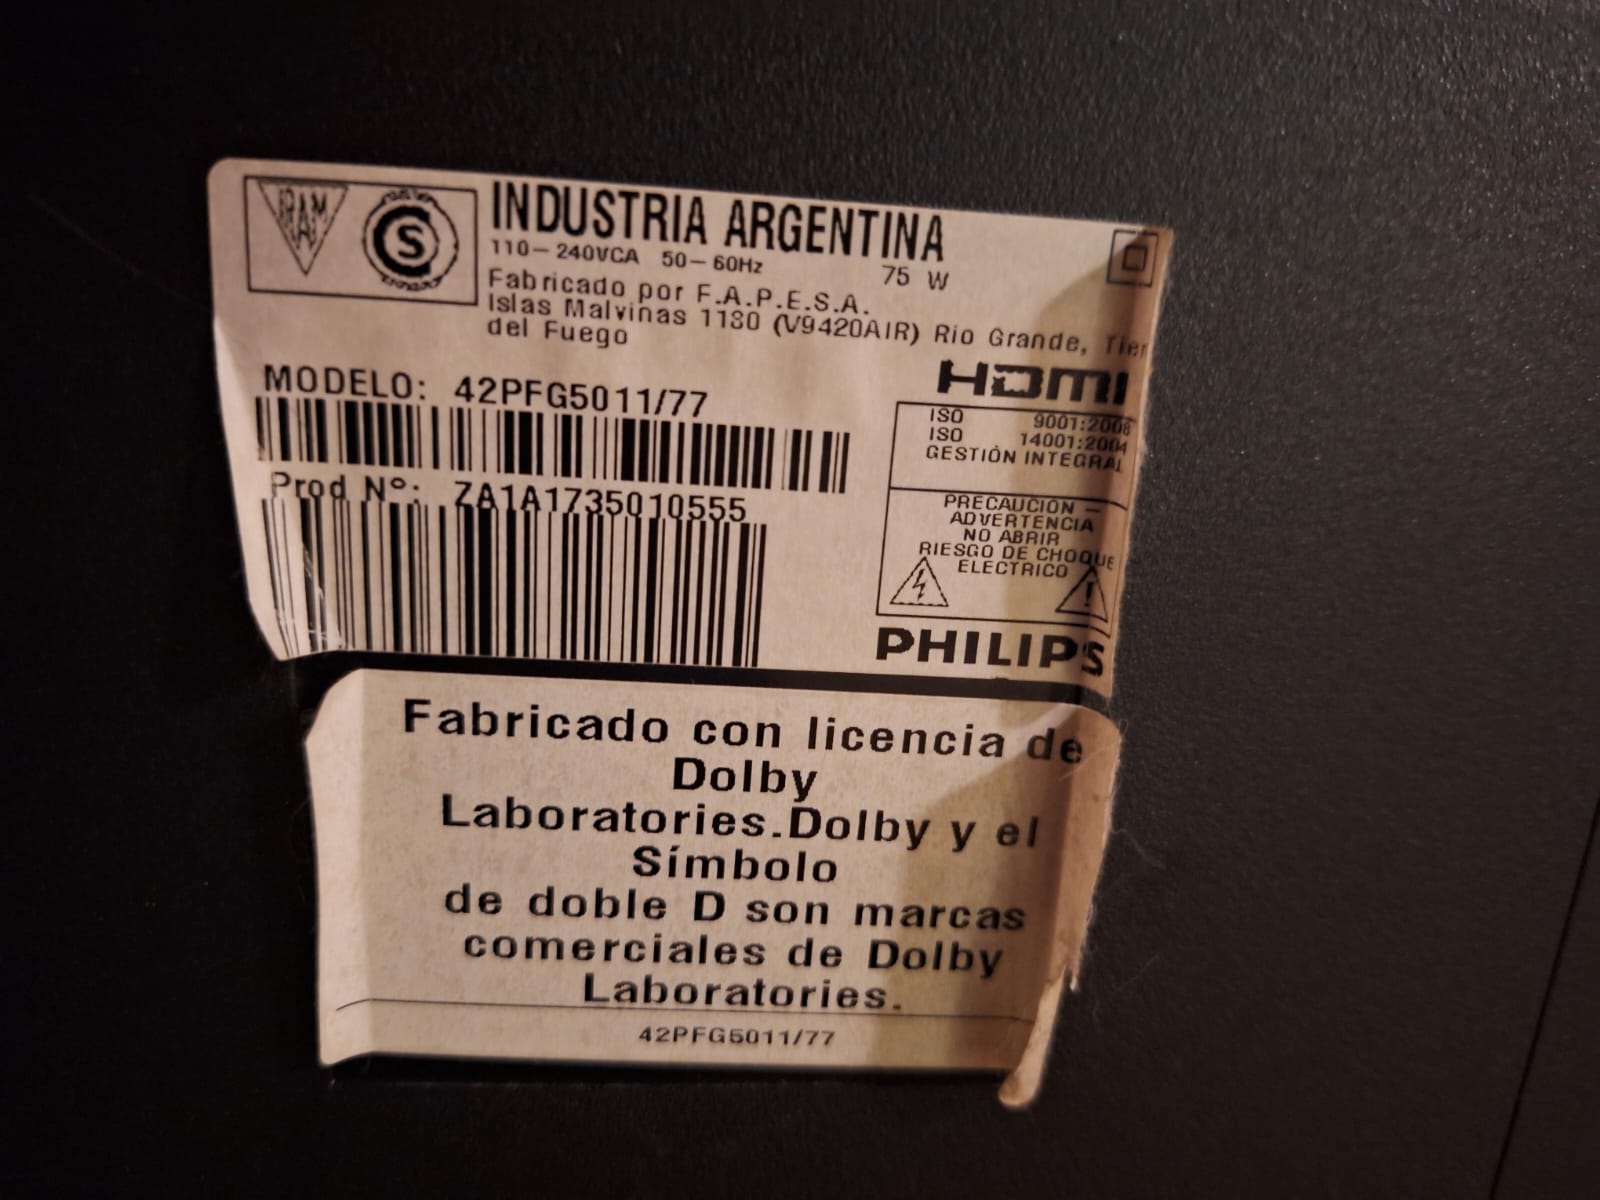 IRAM
S
INDUSTRIA ARGENTINA
110-240VCA 50-60Hz 75 W
Fabricado por F.A.P.E.S.A.
Islas Malvinas 1180 (V9420AIR) Rio Grande, Tier
del Fuego
MODELO: 42PFG5011/77
Prod Nº: ZA1A1735010555
HDMI
ISO 9001:2008
ISO 14001:2004
GESTIÓN INTEGRAL
PRECAUCIÓN -
ADVERTENCIA
NO ABRIR
RIESGO DE CHOQUE
ELECTRICO
PHILIPS
Fabricado con licencia de
Dolby
Laboratories.Dolby y el
Símbolo
de doble D son marcas
comerciales de Dolby
Laboratories.
42PFG5011/77